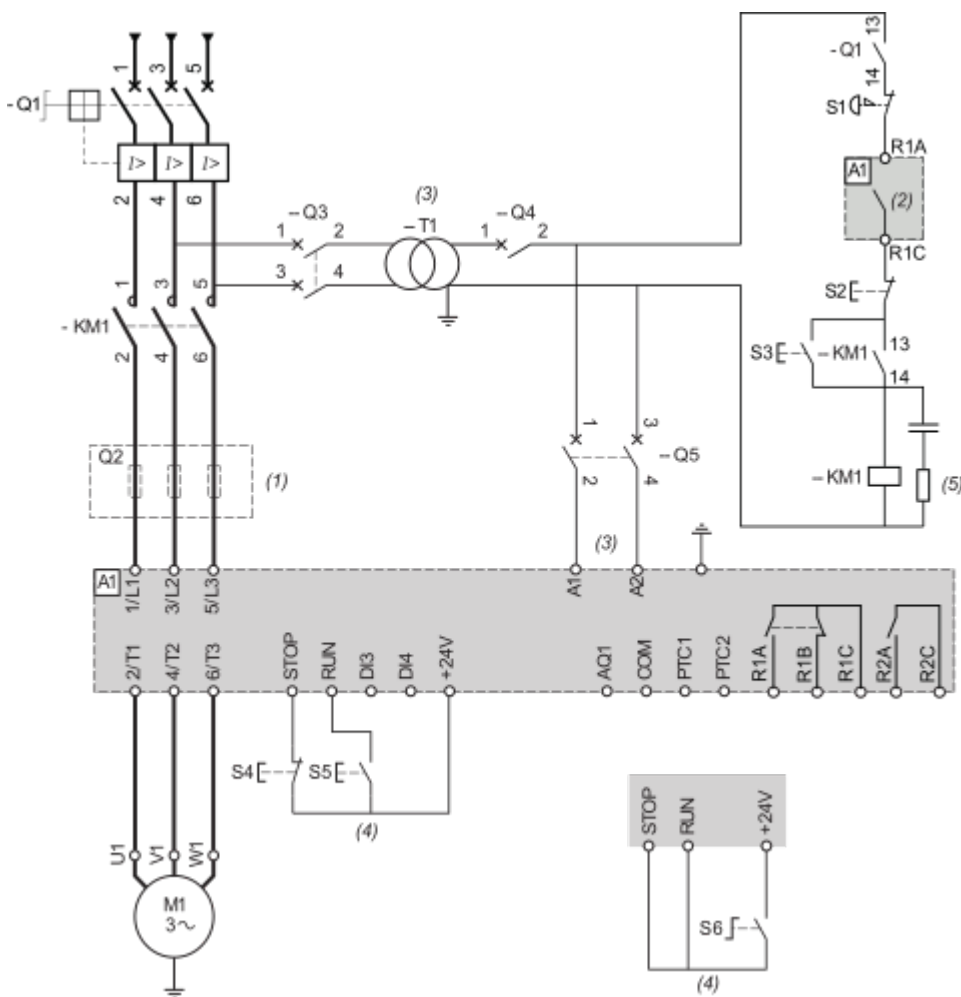 1 3 5
- Q1
I> I> I>
2 4 6
(3)
1 - Q3 2
- T1
1 - Q4 2
3 4
1 3 5
- KM1
2 4 6
Q2
(1)
1 3
- Q5
2 4
(3)
13
- Q1
14
S1
R1A
A1
(2)
R1C
S2
S3
- KM1
13
14
- KM1
(5)
A1
1/L1 3/L2 5/L3
A1 A2
2/T1 4/T2 6/T3
STOP RUN DI3 DI4 +24V
AQ1 COM PTC1 PTC2
R1A R1B R1C R2A R2C
S4 S5
(4)
U1 V1 W1
M1
3~
STOP RUN +24V
S6
(4)